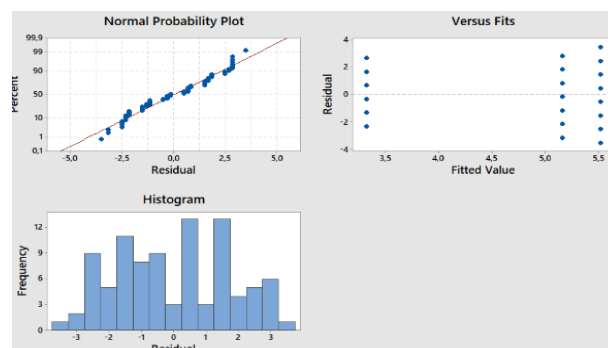 Normal Probability Plot
99,9
99
90
50
10
1
0,1
Percent
-5,0 -2,5 0,0 2,5 5,0
Residual
Versus Fits
4
2
0
-2
-4
Residual
3,5 4,0 4,5 5,0 5,5
Fitted Value
Histogram
12
9
6
3
0
Frequency
-3 -2 -1 0 1 2 3
Residual